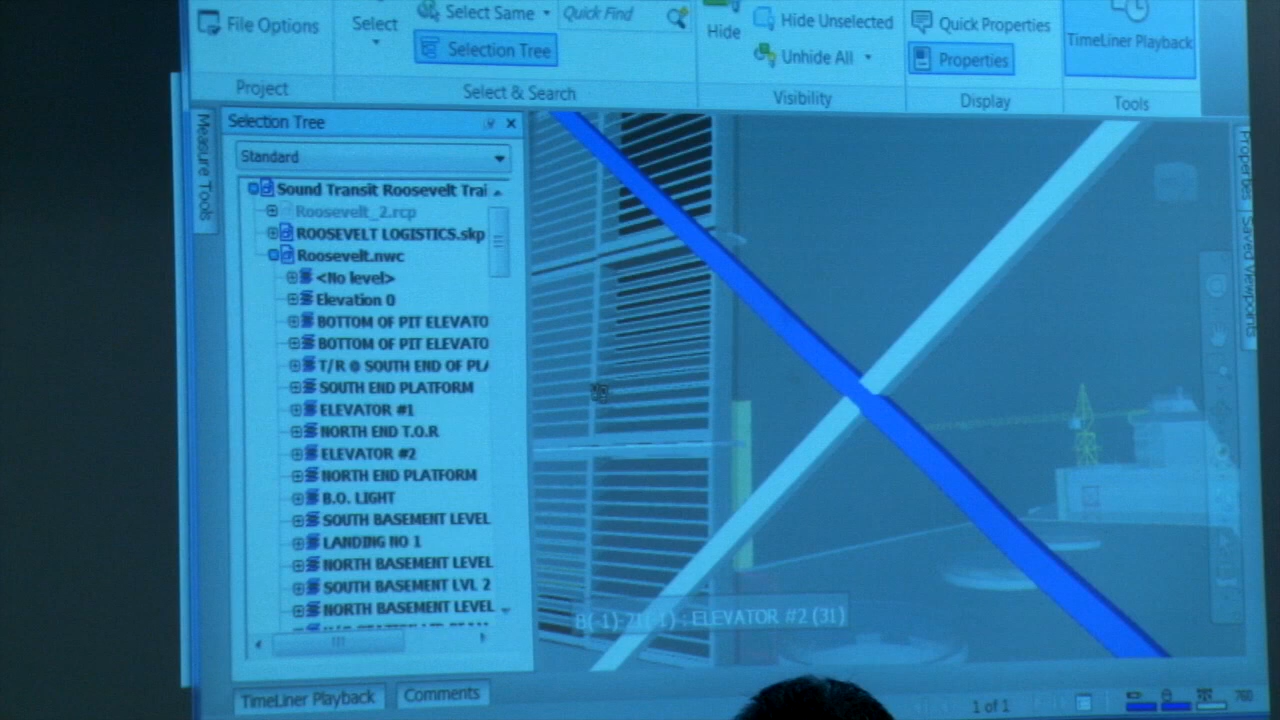 File Options
Select
Select Same
Quick Find
Selection Tree
Hide
Hide Unselected
Unhide All
Quick Properties
Properties
TimeLiner Playback
Project
Select & Search
Visibility
Display
Tools
Measure Tools
Selection Tree
Standard
Sound Transit Roosevelt Trai
Roosevelt_2.rcp
ROOSEVELT LOGISTICS.skp
Roosevelt.nwc
<No level>
Elevation 0
BOTTOM OF PIT ELEVATO
BOTTOM OF PIT ELEVATO
T/R @ SOUTH END OF PLA
SOUTH END PLATFORM
ELEVATOR #1
NORTH END T.O.R
ELEVATOR #2
NORTH END PLATFORM
B.O. LIGHT
SOUTH BASEMENT LEVEL
LANDING NO 1
NORTH BASEMENT LEVEL
SOUTH BASEMENT LVL 2
NORTH BASEMENT LEVEL
Properties
Saved Viewpoints
B(-1)-21(-1) : ELEVATOR #2 (31)
TimeLiner Playback
Comments
1 of 1
760